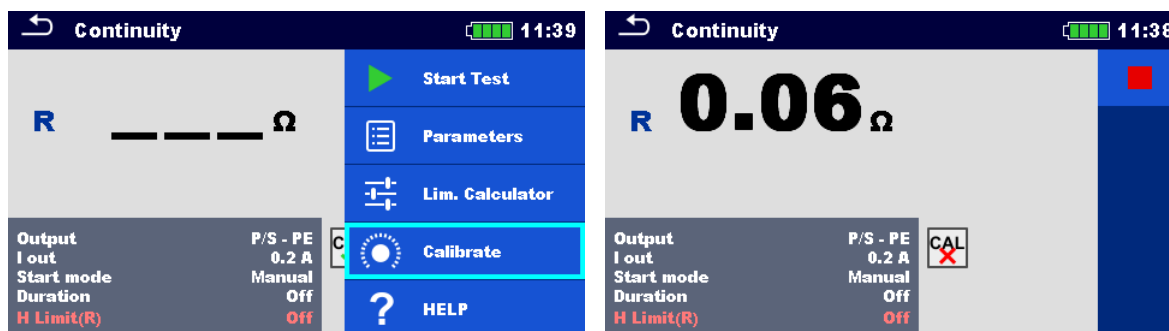 Continuity 11:39
Start Test
R ___ Ω
Parameters
Lim. Calculator
Output P/S - PE
I out 0.2 A
Start mode Manual
Duration Off
H Limit(R) Off
C
Calibrate
? HELP
Continuity 11:38
R 0.06 Ω
Output P/S - PE
I out 0.2 A
Start mode Manual
Duration Off
H Limit(R) Off
CAL